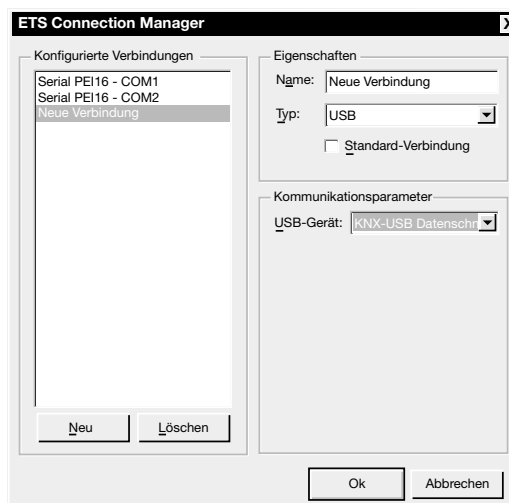 ETS Connection Manager
X
Konfigurierte Verbindungen
Serial PEI16 - COM1
Serial PEI16 - COM2
Neue Verbindung
Neu
Löschen
Eigenschaften
Name: Neue Verbindung
Typ: USB
Standard-Verbindung
Kommunikationsparameter
USB-Gerät: KNX-USB Datenschr
Ok
Abbrechen